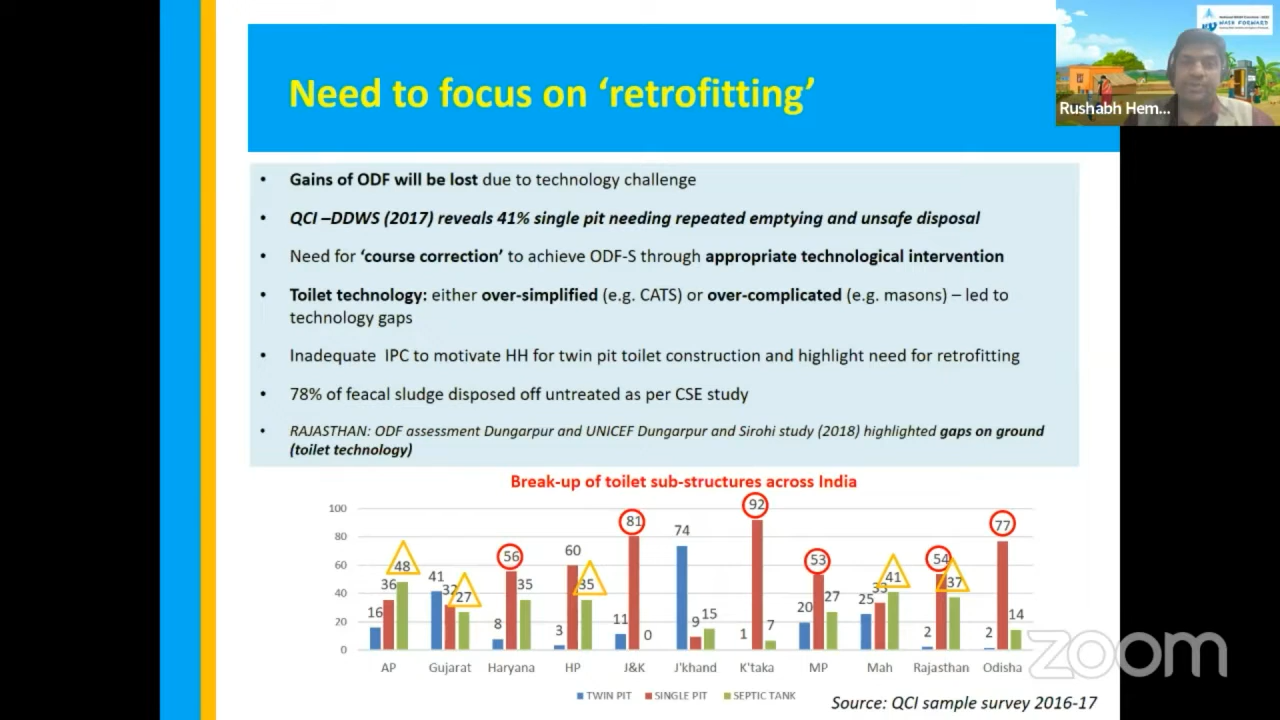 Need to focus on ‘retrofitting’
WASH FORWARD
Rushabh Hem...
• Gains of ODF will be lost due to technology challenge
• QCI –DDWS (2017) reveals 41% single pit needing repeated emptying and unsafe disposal
• Need for ‘course correction’ to achieve ODF-S through appropriate technological intervention
• Toilet technology: either over-simplified (e.g. CATS) or over-complicated (e.g. masons) – led to
technology gaps
• Inadequate IPC to motivate HH for twin pit toilet construction and highlight need for retrofitting
• 78% of feacal sludge disposed off untreated as per CSE study
• RAJASTHAN: ODF assessment Dungarpur and UNICEF Dungarpur and Sirohi study (2018) highlighted gaps on ground
(toilet technology)
Break-up of toilet sub-structures across India
100
80
60
40
20
0
16 36 48
41 32 27
8 56 35
3 60 35
11 81 0
74 9 15
1 92 7
20 53 27
25 33 41
2 54 37
2 77 14
AP Gujarat Haryana HP J&K J'khand K'taka MP Mah Rajasthan Odisha
TWIN PIT SINGLE PIT SEPTIC TANK
Source: QCI sample survey 2016-17
zoom